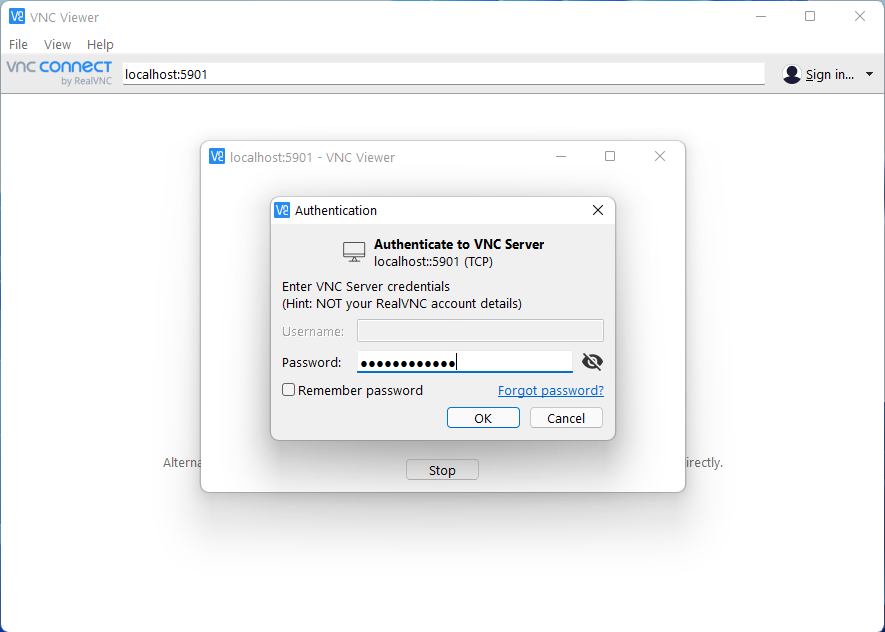 VNC Viewer
File View Help
vnc connect
by RealVNC
localhost:5901
Sign in...
localhost:5901 - VNC Viewer
Authentication
Authenticate to VNC Server
localhost::5901 (TCP)
Enter VNC Server credentials
(Hint: NOT your RealVNC account details)
Username:
Password: ●●●●●●●●●●●●
Remember password
Forgot password?
OK Cancel
Stop